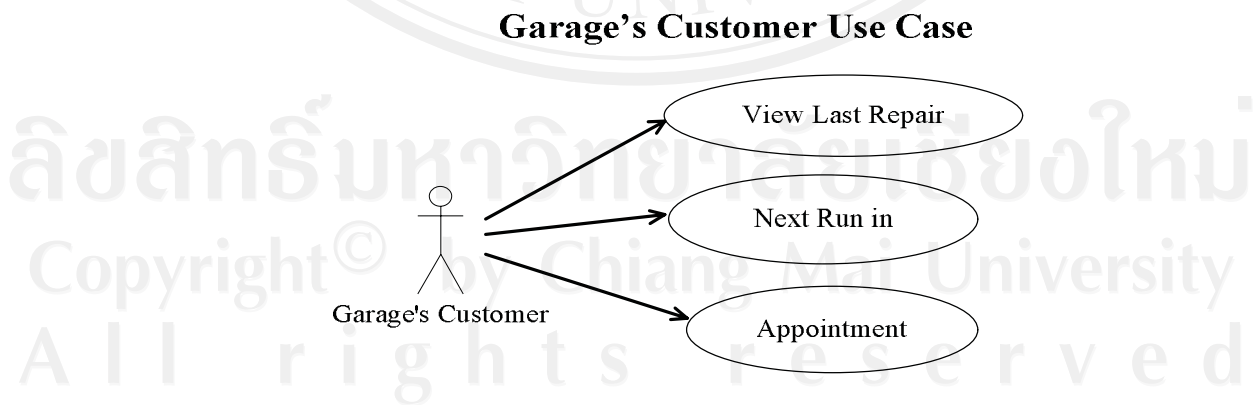 UNIV
Garage's Customer Use Case
View Last Repair
ลิขสิทธิ์มหาวิทยาลัยเชียงใหม่
Next Run in
Copyright© by Chiang Mai University
Garage's Customer
Appointment
All rights reserved